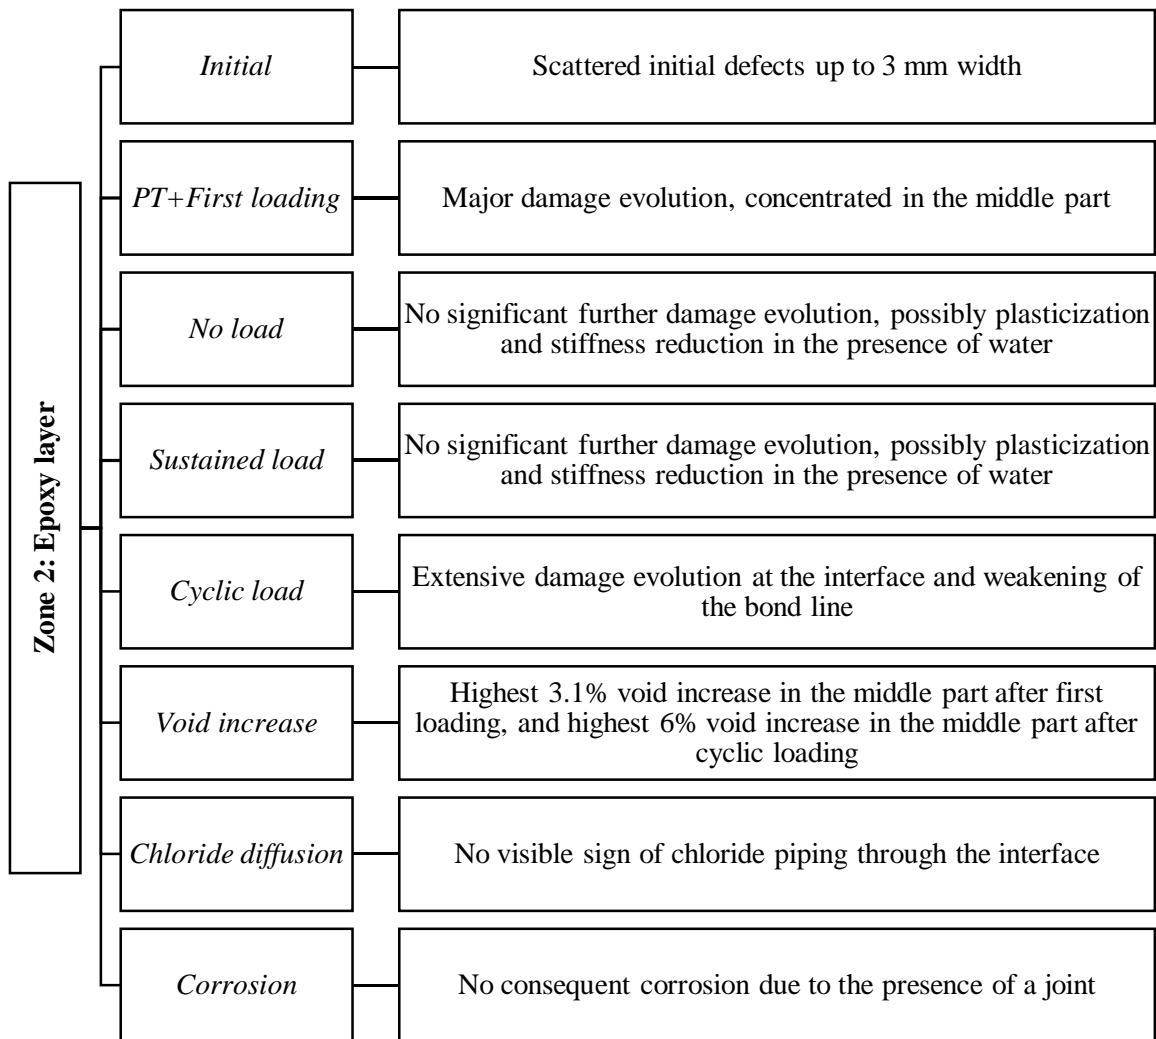 Zone 2: Epoxy layer
Initial
Scattered initial defects up to 3 mm width
PT+First loading
Major damage evolution, concentrated in the middle part
No load
No significant further damage evolution, possibly plasticization
and stiffness reduction in the presence of water
Sustained load
No significant further damage evolution, possibly plasticization
and stiffness reduction in the presence of water
Cyclic load
Extensive damage evolution at the interface and weakening of
the bond line
Void increase
Highest 3.1% void increase in the middle part after first
loading, and highest 6% void increase in the middle part after
cyclic loading
Chloride diffusion
No visible sign of chloride piping through the interface
Corrosion
No consequent corrosion due to the presence of a joint